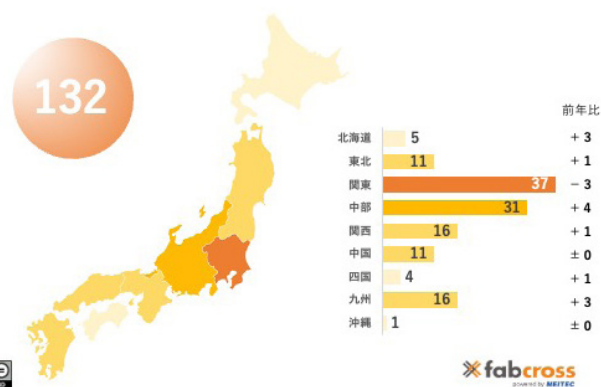 132
前年比
北海道 5 + 3
東北 11 + 1
関東 37 − 3
中部 31 + 4
関西 16 + 1
中国 11 ± 0
四国 4 + 1
九州 16 + 3
沖縄 1 ± 0
fabcross
powered by MEITEC